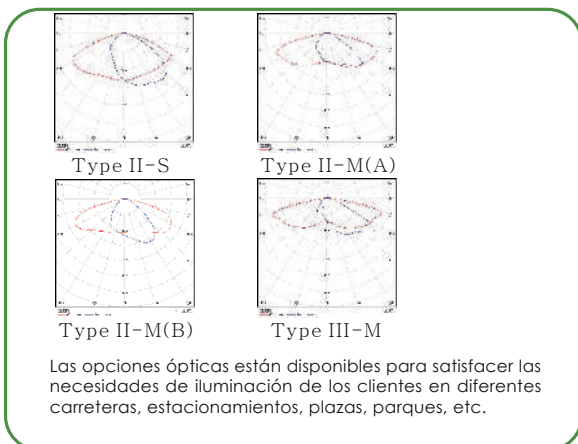 Type II-S
Type II-M(A)
Type II-M(B)
Type III-M
Las opciones ópticas están disponibles para satisfacer las
necesidades de iluminación de los clientes en diferentes
carreteras, estacionamientos, plazas, parques, etc.